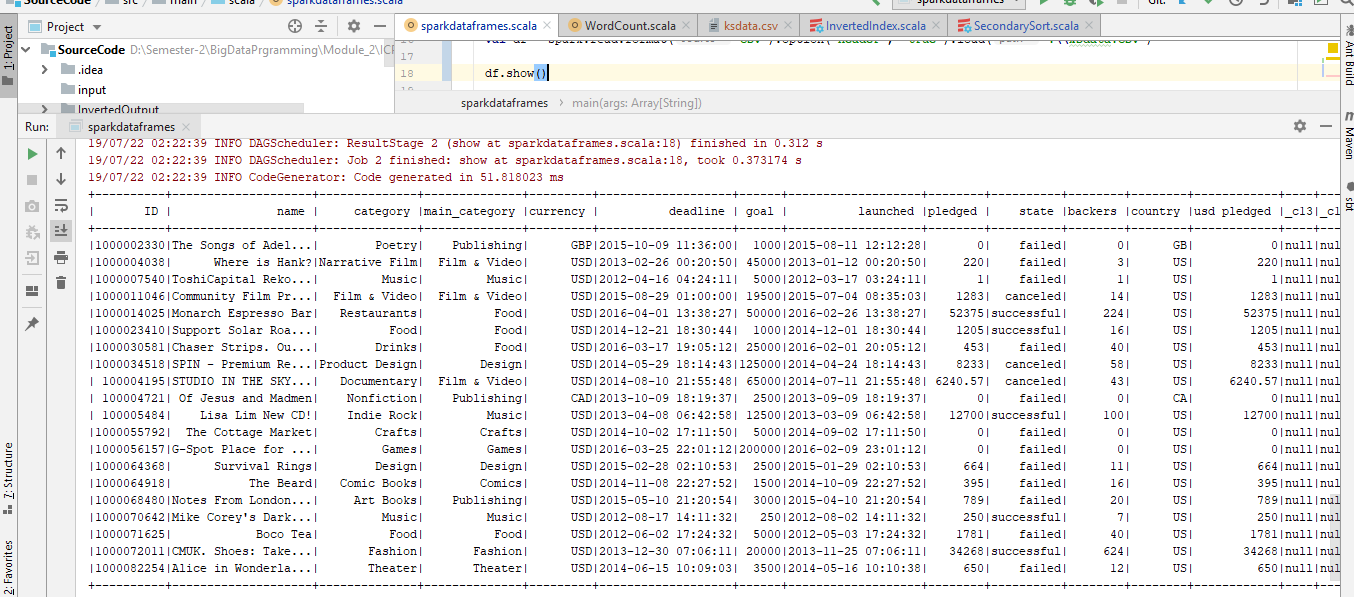 SourceCode src main scala sparkdataframes.scala sparkdataframes Git:
Project
sparkdataframes.scala WordCount.scala ksdata.csv InvertedIndex.scala SecondarySort.scala
SourceCode D:\Semester-2\BigDataPrgramming\Module_2\ICP
.idea
input
InvertedOutput
17
18 df.show()
sparkdataframes > main(args: Array[String])
1: Project
7: Structure
2: Favorites
Ant Build
Maven
sbt
Run: sparkdataframes
19/07/22 02:22:39 INFO DAGScheduler: ResultStage 2 (show at sparkdataframes.scala:18) finished in 0.312 s
19/07/22 02:22:39 INFO DAGScheduler: Job 2 finished: show at sparkdataframes.scala:18, took 0.373174 s
19/07/22 02:22:39 INFO CodeGenerator: Code generated in 51.818023 ms
| ID | name | category |main_category |currency | deadline | goal | launched |pledged | state |backers |country |usd pledged |_c13|_c1
|1000002330|The Songs of Adel...| Poetry| Publishing| GBP|2015-10-09 11:36:00| 1000|2015-08-11 12:12:28| 0| failed| 0| GB| 0|null|nul
|1000004038| Where is Hank?|Narrative Film| Film & Video| USD|2013-02-26 00:20:50| 45000|2013-01-12 00:20:50| 220| failed| 3| US| 220|null|nul
|1000007540|ToshiCapital Reko...| Music| Music| USD|2012-04-16 04:24:11| 5000|2012-03-17 03:24:11| 1| failed| 1| US| 1|null|nul
|1000011046|Community Film Pr...| Film & Video| Film & Video| USD|2015-08-29 01:00:00| 19500|2015-07-04 08:35:03| 1283| canceled| 14| US| 1283|null|nul
|1000014025|Monarch Espresso Bar| Restaurants| Food| USD|2016-04-01 13:38:27| 50000|2016-02-26 13:38:27| 52375|successful| 224| US| 52375|null|nul
|1000023410|Support Solar Roa...| Food| Food| USD|2014-12-21 18:30:44| 1000|2014-12-01 18:30:44| 1205|successful| 16| US| 1205|null|nul
|1000030581|Chaser Strips. Ou...| Drinks| Food| USD|2016-03-17 19:05:12| 25000|2016-02-01 20:05:12| 453| failed| 40| US| 453|null|nul
|1000034518|SPIN - Premium Re...|Product Design| Design| USD|2014-05-29 18:14:43|125000|2014-04-24 18:14:43| 8233| canceled| 58| US| 8233|null|nul
| 100004195|STUDIO IN THE SKY...| Documentary| Film & Video| USD|2014-08-10 21:55:48| 65000|2014-07-11 21:55:48|6240.57| canceled| 43| US| 6240.57|null|nul
| 100004721| Of Jesus and Madmen| Nonfiction| Publishing| CAD|2013-10-09 18:19:37| 2500|2013-09-09 18:19:37| 0| failed| 0| CA| 0|null|nul
| 100005484| Lisa Lim New CD!| Indie Rock| Music| USD|2013-04-08 06:42:58| 12500|2013-03-09 06:42:58| 12700|successful| 100| US| 12700|null|nul
|1000055792| The Cottage Market| Crafts| Crafts| USD|2014-10-02 17:11:50| 5000|2014-09-02 17:11:50| 0| failed| 0| US| 0|null|nul
|1000056157|G-Spot Place for ...| Games| Games| USD|2016-03-25 22:01:12|200000|2016-02-09 23:01:12| 0| failed| 0| US| 0|null|nul
|1000064368| Survival Rings| Design| Design| USD|2015-02-28 02:10:53| 2500|2015-01-29 02:10:53| 664| failed| 11| US| 664|null|nul
|1000064918| The Beard| Comic Books| Comics| USD|2014-11-08 22:27:52| 1500|2014-10-09 22:27:52| 395| failed| 16| US| 395|null|nul
|1000068480|Notes From London...| Art Books| Publishing| USD|2015-05-10 21:20:54| 3000|2015-04-10 21:20:54| 789| failed| 20| US| 789|null|nul
|1000070642|Mike Corey's Dark...| Music| Music| USD|2012-08-17 14:11:32| 250|2012-08-02 14:11:32| 250|successful| 7| US| 250|null|nul
|1000071625| Boco Tea| Food| Food| USD|2012-06-02 17:24:32| 5000|2012-05-03 17:24:32| 1781| failed| 40| US| 1781|null|nul
|1000072011|CMUK. Shoes: Take...| Fashion| Fashion| USD|2013-12-30 07:06:11| 20000|2013-11-25 07:06:11| 34268|successful| 624| US| 34268|null|nul
|1000082254|Alice in Wonderla...| Theater| Theater| USD|2014-06-15 10:09:03| 3500|2014-05-16 10:10:38| 650| failed| 12| US| 650|null|nul